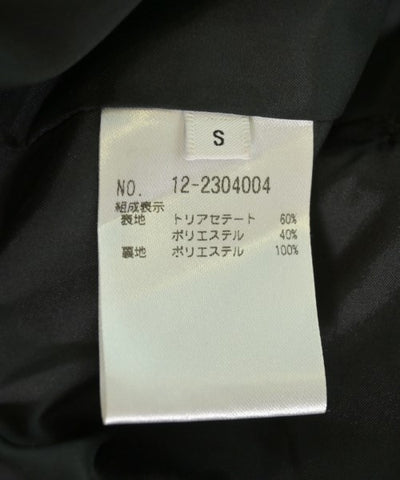 S
NO. 12-2304004
組成表示
表地 トリアセテート 60%
ポリエステル 40%
裏地 ポリエステル 100%